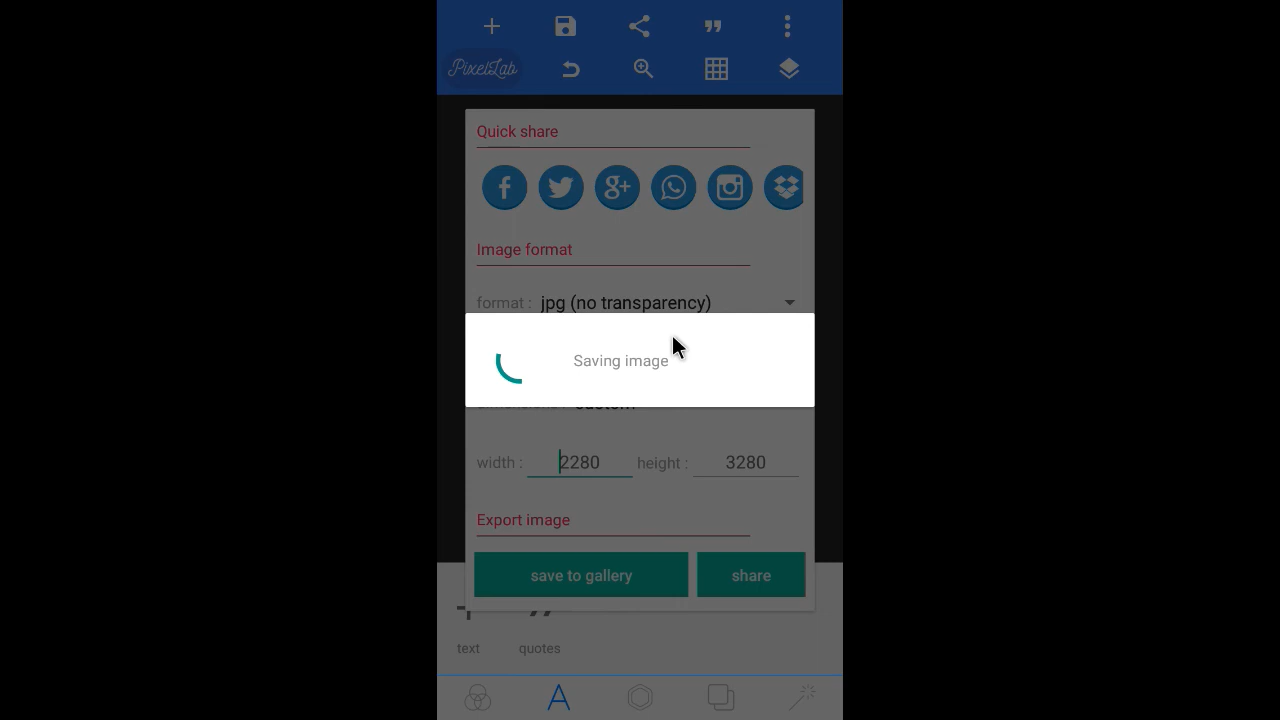 PixelLab
Quick share
Image format
format : jpg (no transparency)
Saving image
width : 2280 height : 3280
Export image
save to gallery share
text quotes